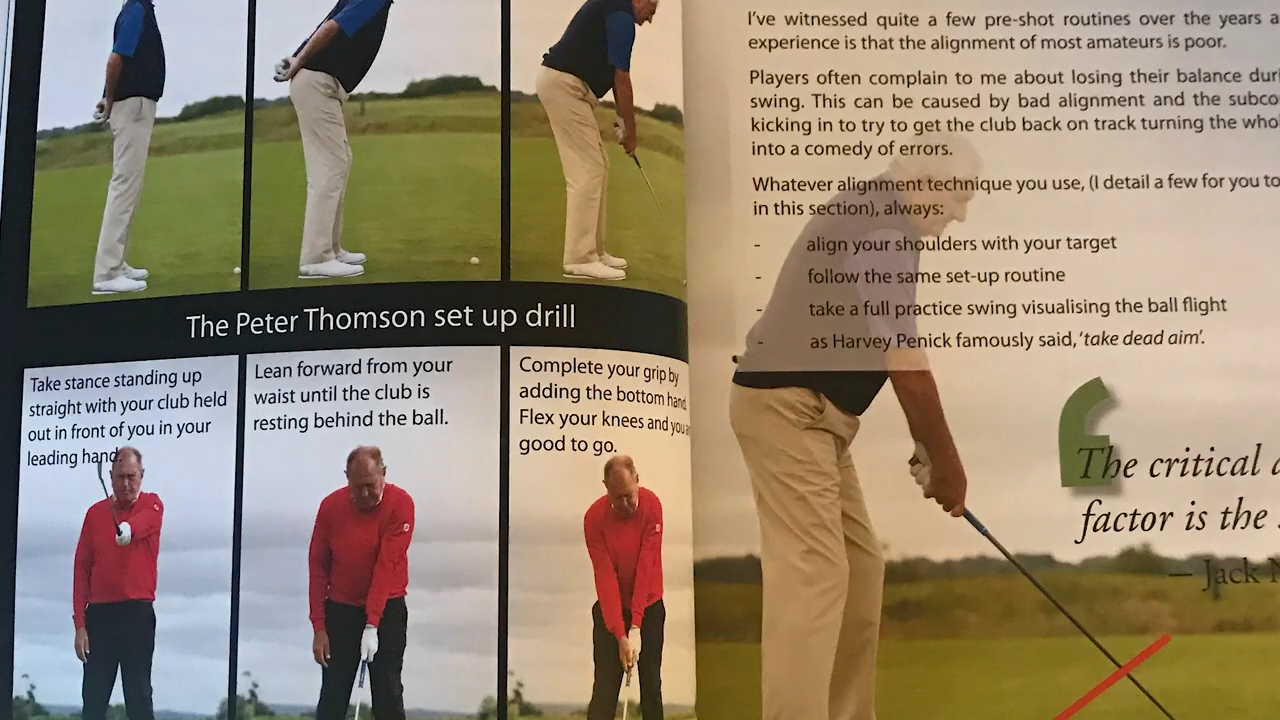 The Peter Thomson set up drill
Take stance standing up
straight with your club held
out in front of you in your
leading hand.
Lean forward from your
waist until the club is
resting behind the ball.
Complete your grip by
adding the bottom hand.
Flex your knees and you
good to go.
I've witnessed quite a few pre-shot routines over the years
experience is that the alignment of most amateurs is poor.
Players often complain to me about losing their balance
swing. This can be caused by bad alignment and the
kicking in to try to get the club back on track turning the
into a comedy of errors.
Whatever alignment technique you use, (I detail a few for you to
in this section), always:
- align your shoulders with your target
- follow the same set-up routine
- take a full practice swing visualising the ball flight
- as Harvey Penick famously said, 'take dead aim'.
The critical
factor is the
— Jack